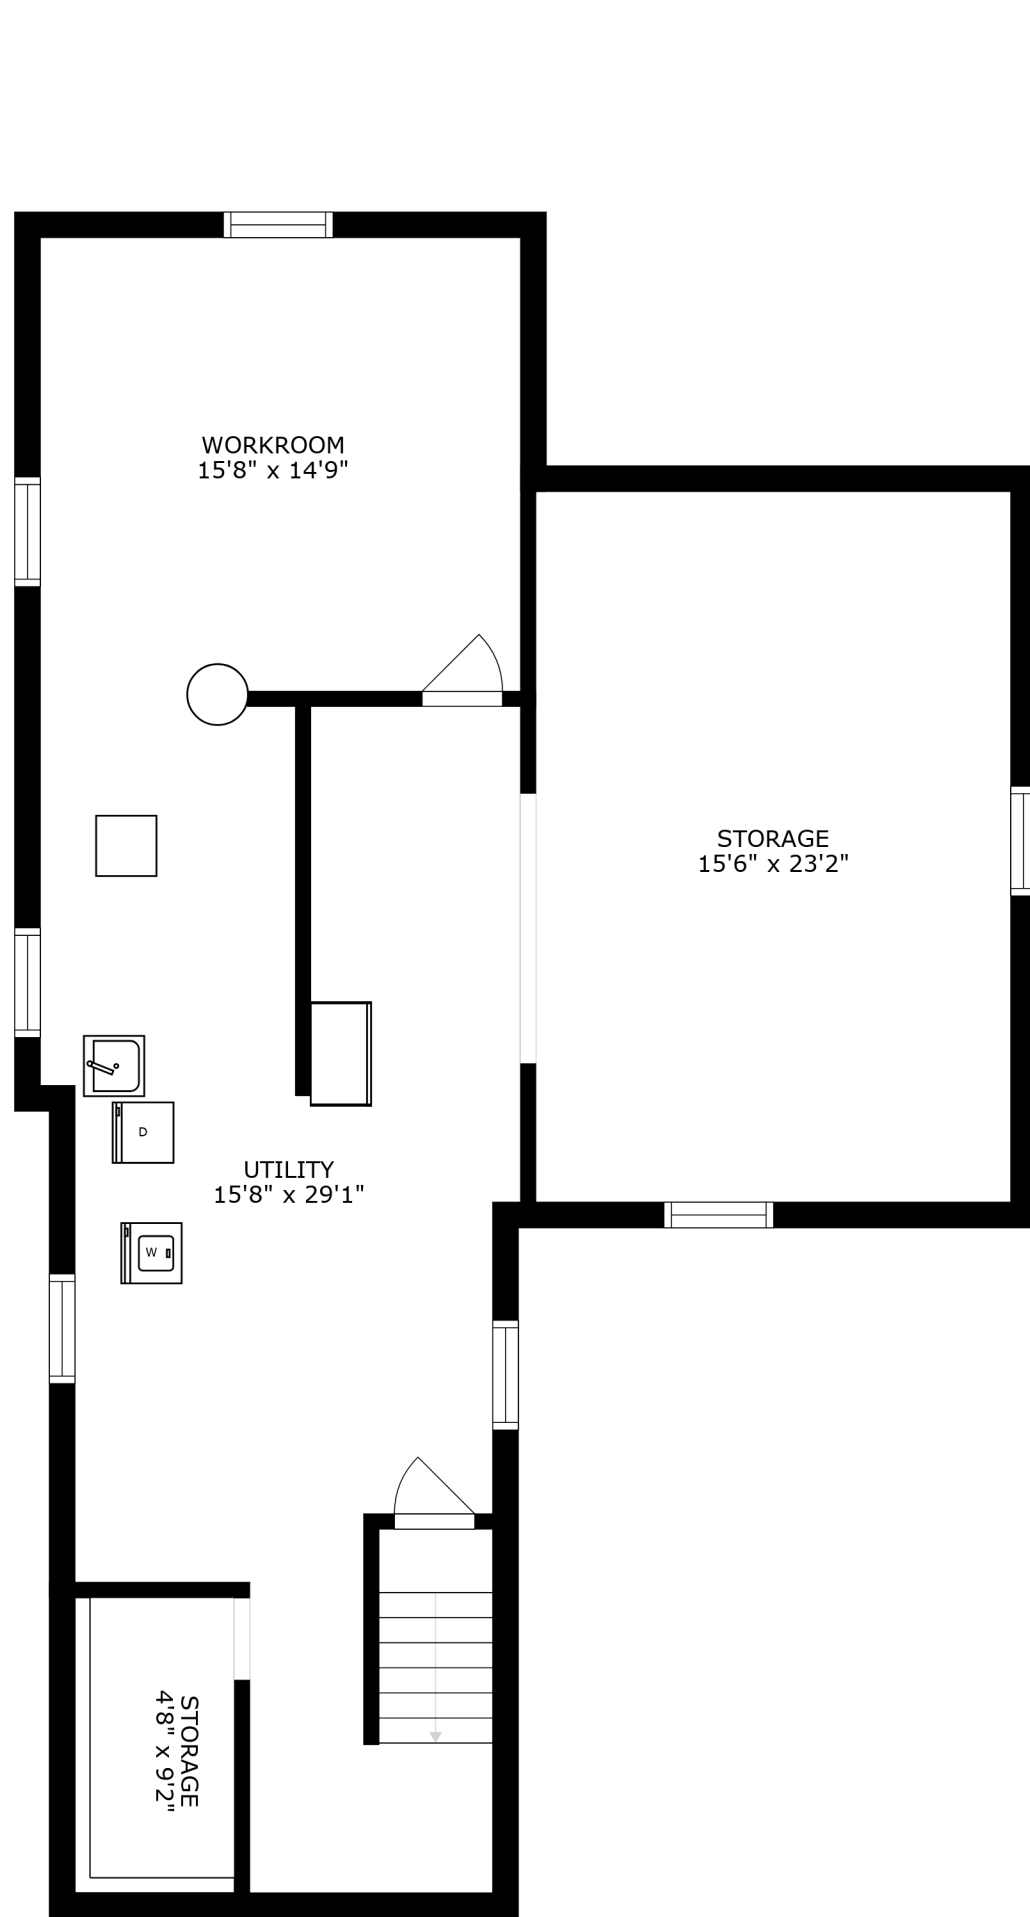 WORKROOM
15'8" x 14'9"
STORAGE
15'6" x 23'2"
D
UTILITY
15'8" x 29'1"
W
STORAGE
4'8" x 9'2"